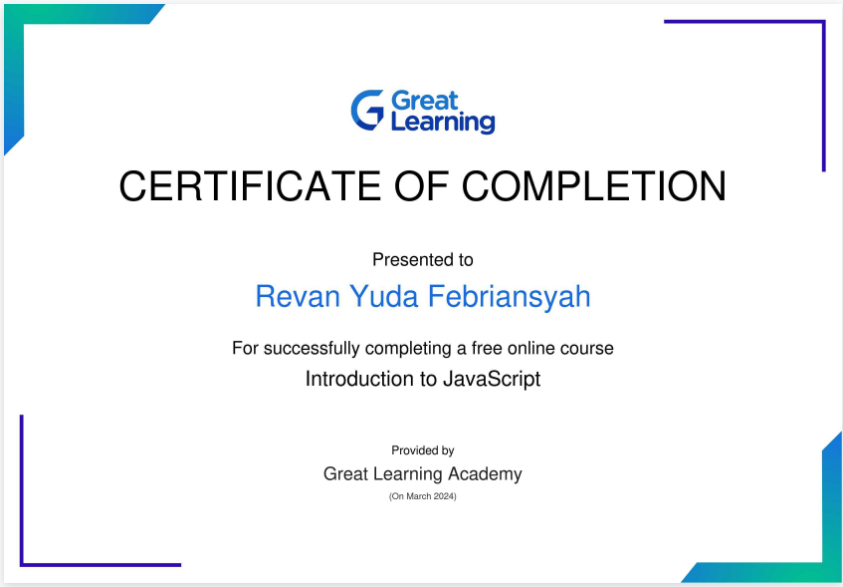 Great
Learning
CERTIFICATE OF COMPLETION
Presented to
Revan Yuda Febriansyah
For successfully completing a free online course
Introduction to JavaScript
Provided by
Great Learning Academy
(On March 2024)